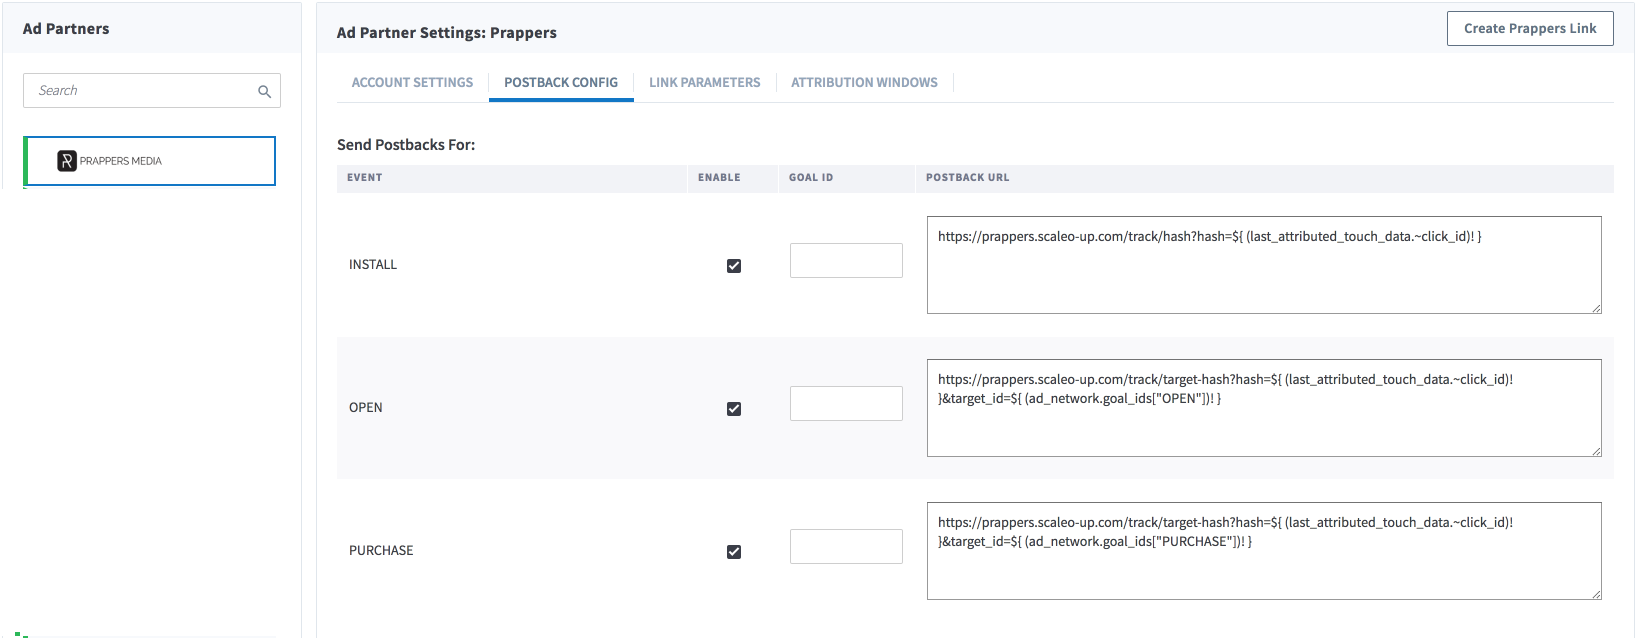 Ad Partners
Search
PRAPPERS MEDIA
Ad Partner Settings: Prappers
Create Prappers Link
ACCOUNT SETTINGS
POSTBACK CONFIG
LINK PARAMETERS
ATTRIBUTION WINDOWS
Send Postbacks For:
EVENT ENABLE GOAL ID POSTBACK URL
INSTALL
https://prappers.scaleo-up.com/track/hash?hash=${ (last_attributed_touch_data.~click_id)! }
OPEN
https://prappers.scaleo-up.com/track/target-hash?hash=${ (last_attributed_touch_data.~click_id)!
}&target_id=${ (ad_network.goal_ids["OPEN"])! }
PURCHASE
https://prappers.scaleo-up.com/track/target-hash?hash=${ (last_attributed_touch_data.~click_id)!
}&target_id=${ (ad_network.goal_ids["PURCHASE"])! }